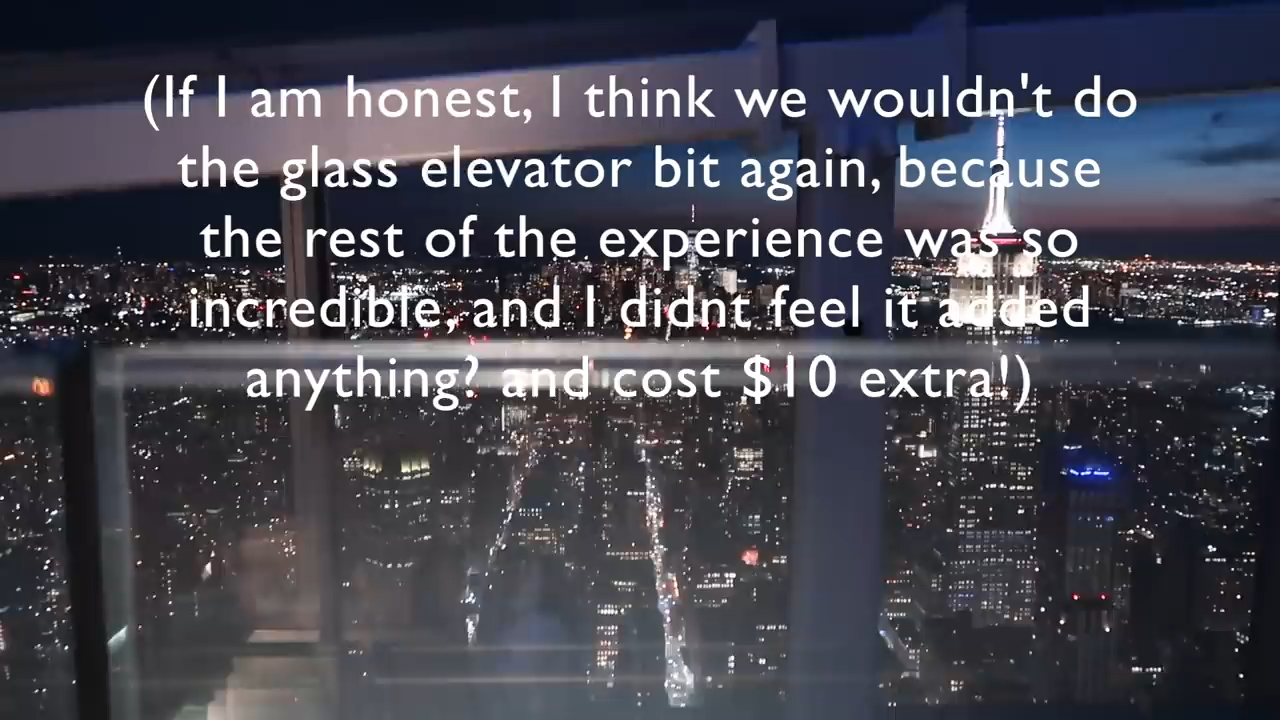 (If I am honest, I think we wouldn't do
the glass elevator bit again, because
the rest of the experience was so
incredible, and I didnt feel it added
anything? and cost $10 extra!)